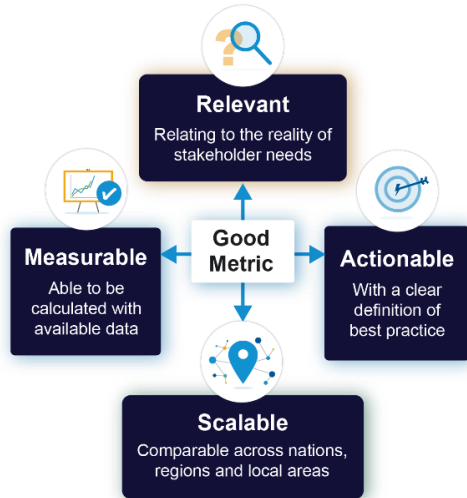 Relevant
Relating to the reality of
stakeholder needs
Measurable
Able to be
calculated with
available data
Good
Metric
Actionable
With a clear
definition of
best practice
Scalable
Comparable across nations,
regions and local areas